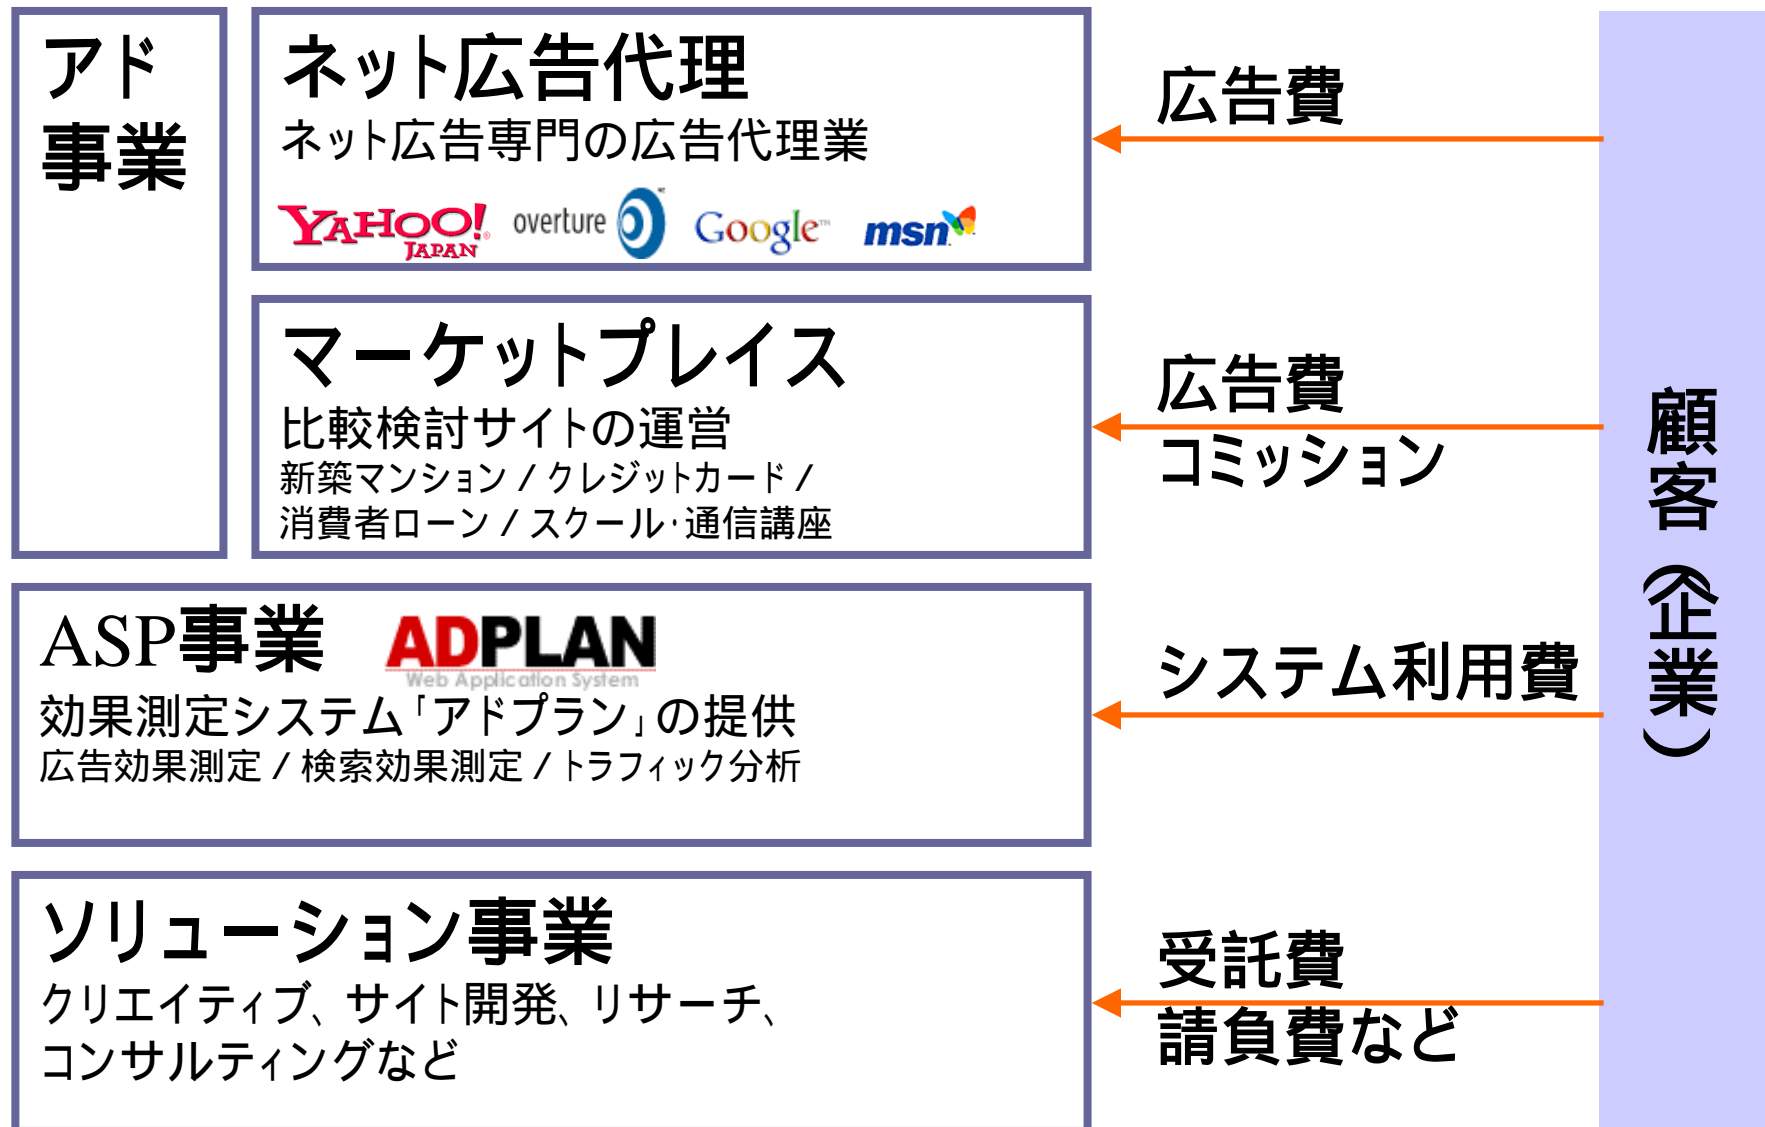 アド
事業
ネット広告代理
ネット広告専門の広告代理業
YAHOO!
JAPAN
overture
Google™
msn
広告費
マーケットプレイス
比較検討サイトの運営
新築マンション / クレジットカード /
消費者ローン / スクール・通信講座
広告費
コミッション
ASP事業
ADPLAN
Web Application System
効果測定システム「アドプラン」の提供
広告効果測定 / 検索効果測定 / トラフィック分析
システム利用費
ソリューション事業
クリエイティブ、サイト開発、リサーチ、
コンサルティングなど
受託費
請負費など
顧客（企業）